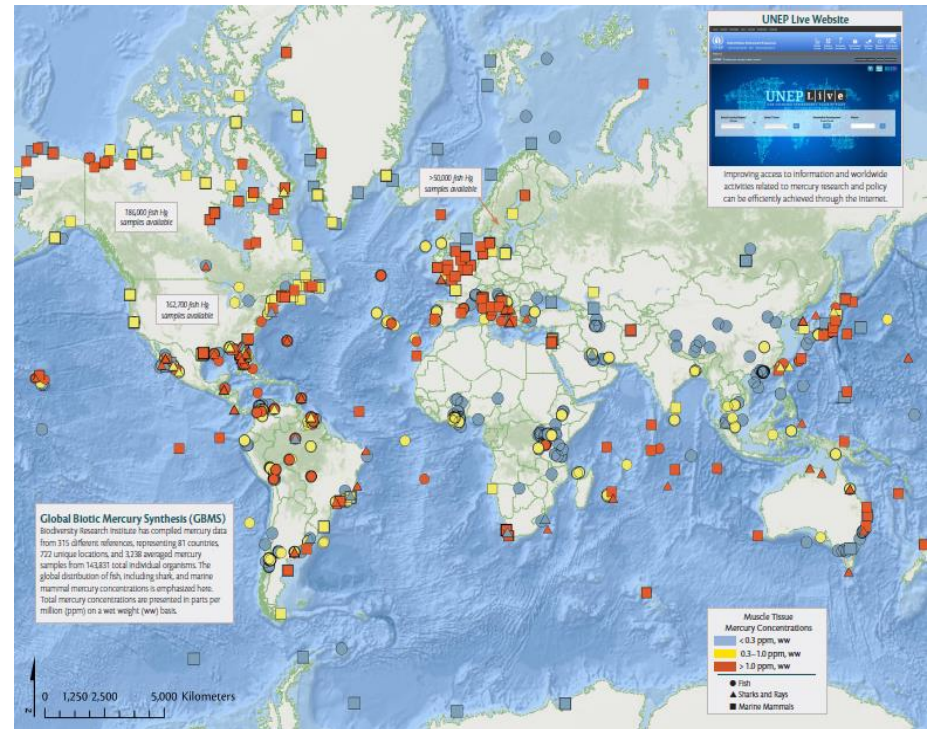 UNEP Live Website
UNEP Live
Improving access to information and worldwide
activities related to mercury research and policy
can be efficiently achieved through the Internet.
>50,000 fish Hg
samples available
186,000 fish Hg
samples available
162,700 fish Hg
samples available
Global Biotic Mercury Synthesis (GBMS)
Biodiversity Research Institute has compiled mercury data
from 315 different references, representing 81 countries,
722 unique locations, and 3,238 averaged mercury
samples from 143,831 total individual organisms. The
global distribution of fish, including shark, and marine
mammal mercury concentrations is emphasized here.
Total mercury concentrations are presented in parts per
million (ppm) on a wet weight (ww) basis.
Muscle Tissue
Mercury Concentrations
< 0.3 ppm, ww
0.3–1.0 ppm, ww
> 1.0 ppm, ww
Fish
Sharks and Rays
Marine Mammals
N
0 1,250 2,500 5,000 Kilometers